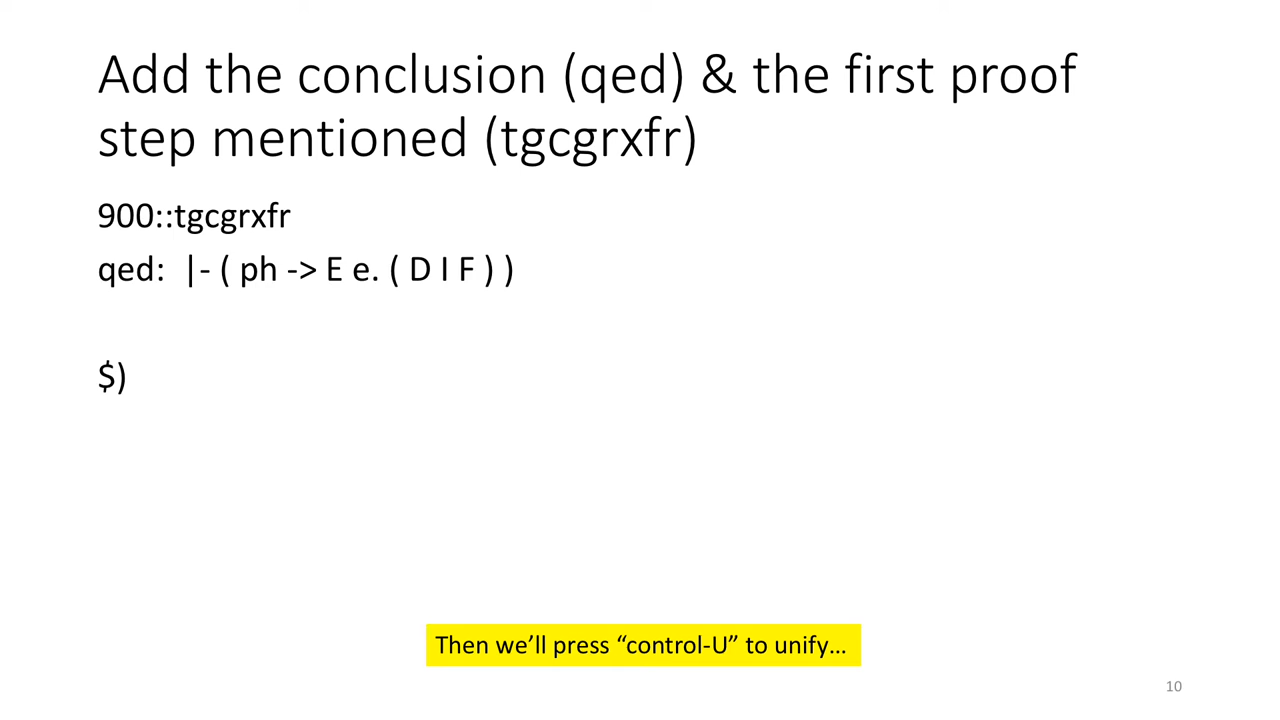 Add the conclusion (qed) & the first proof
step mentioned (tgcgrxfr)
900::tgcgrxfr
qed:  |- ( ph -> E e. ( D I F ) )
$)
Then we’ll press “control-U” to unify…
10